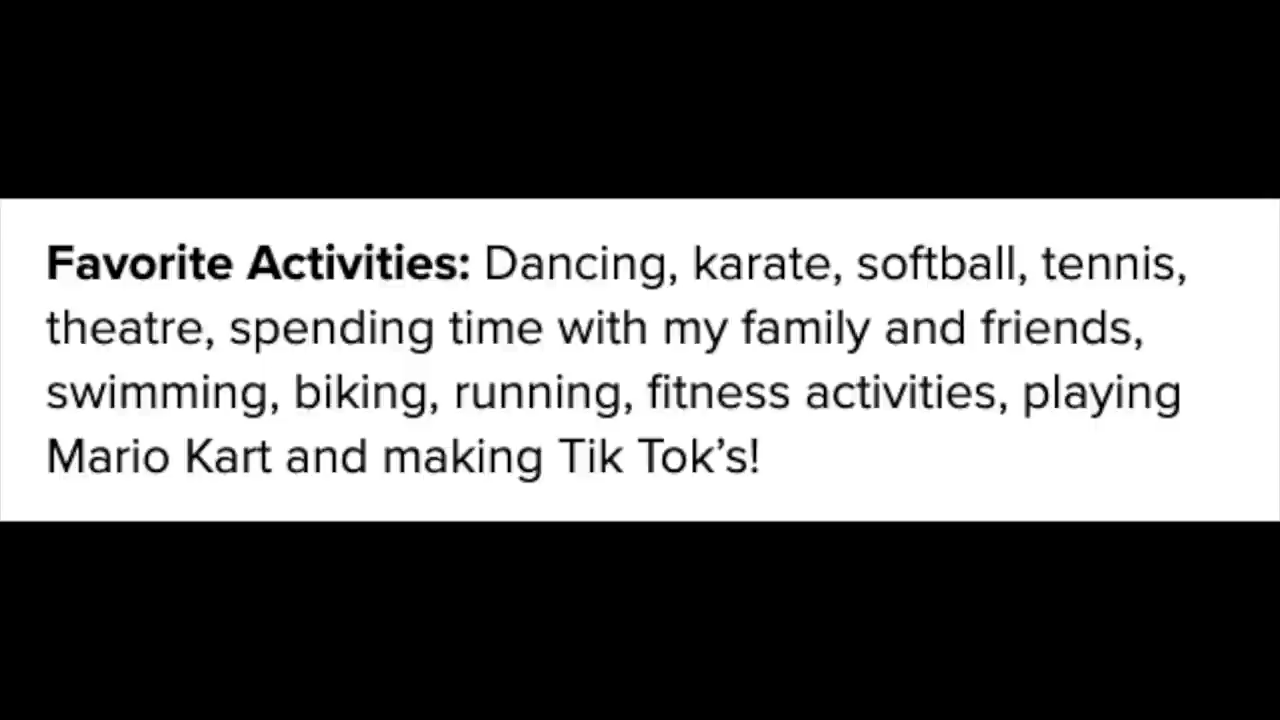 Favorite Activities: Dancing, karate, softball, tennis,
theatre, spending time with my family and friends,
swimming, biking, running, fitness activities, playing
Mario Kart and making Tik Tok’s!